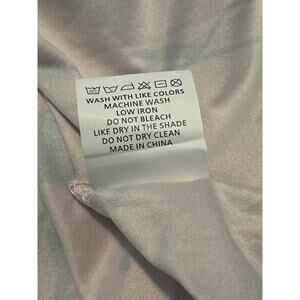 WASH WITH LIKE COLORS
MACHINE WASH
LOW IRON
DO NOT BLEACH
LIKE DRY IN THE SHADE
DO NOT DRY CLEAN
MADE IN CHINA